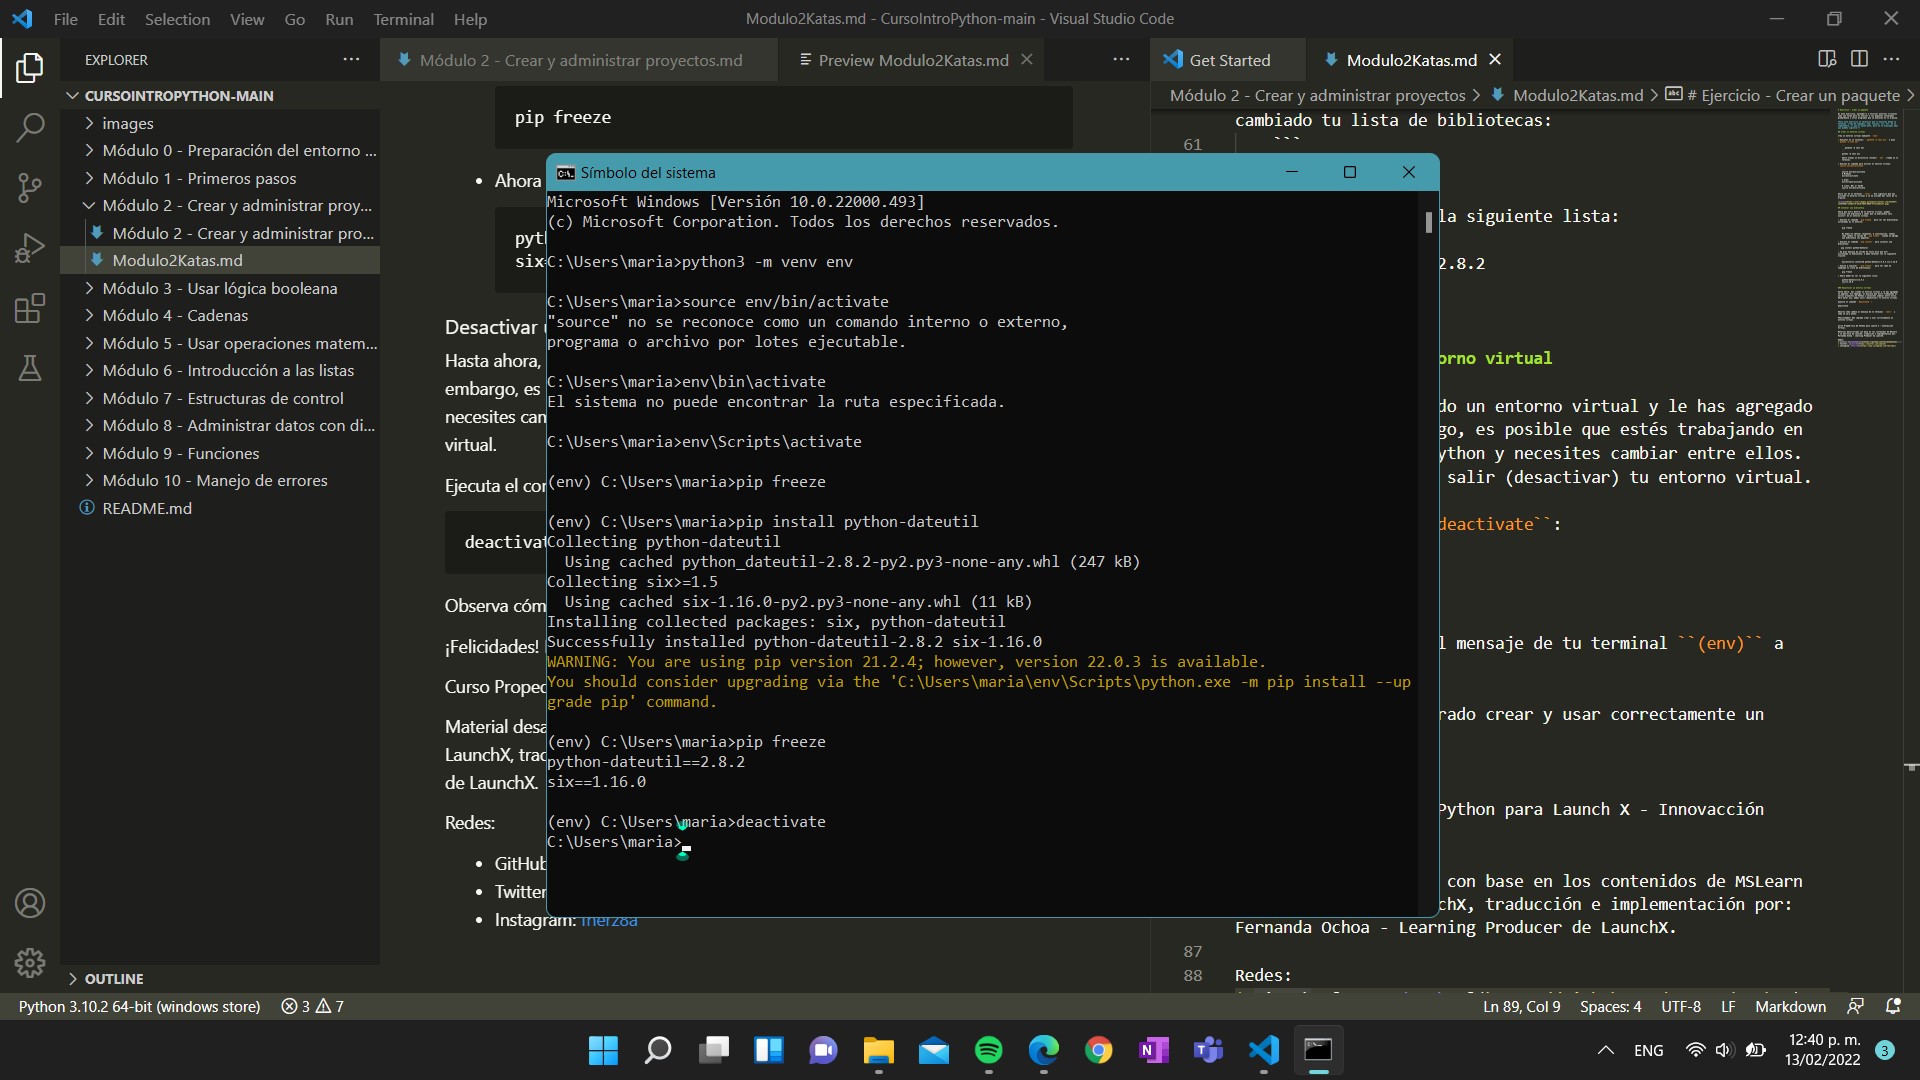 File Edit Selection View Go Run Terminal Help
Modulo2Katas.md - CursoIntroPython-main - Visual Studio Code
EXPLORER
CURSOINTROPYTHON-MAIN
images
Módulo 0 - Preparación del entorno ...
Módulo 1 - Primeros pasos
Módulo 2 - Crear y administrar proy...
Módulo 2 - Crear y administrar pro...
Modulo2Katas.md
Módulo 3 - Usar lógica booleana
Módulo 4 - Cadenas
Módulo 5 - Usar operaciones matem...
Módulo 6 - Introducción a las listas
Módulo 7 - Estructuras de control
Módulo 8 - Administrar datos con di...
Módulo 9 - Funciones
Módulo 10 - Manejo de errores
README.md
OUTLINE
Módulo 2 - Crear y administrar proyectos.md
Preview Modulo2Katas.md
pip freeze
Ahora
pyt
six
Desactivar
Hasta ahora,
embargo, es
necesites cam
virtual.
Ejecuta el co
deactivat
Observa cóm
¡Felicidades!
Curso Proped
Material desa
LaunchX, trad
de LaunchX.
Redes:
GitHub
Twitter
Instagram: fherz8a
Símbolo del sistema
Microsoft Windows [Versión 10.0.22000.493]
(c) Microsoft Corporation. Todos los derechos reservados.
C:\Users\maria>python3 -m venv env
C:\Users\maria>source env/bin/activate
"source" no se reconoce como un comando interno o externo,
programa o archivo por lotes ejecutable.
C:\Users\maria>env\bin\activate
El sistema no puede encontrar la ruta especificada.
C:\Users\maria>env\Scripts\activate
(env) C:\Users\maria>pip freeze
(env) C:\Users\maria>pip install python-dateutil
Collecting python-dateutil
Using cached python_dateutil-2.8.2-py2.py3-none-any.whl (247 kB)
Collecting six>=1.5
Using cached six-1.16.0-py2.py3-none-any.whl (11 kB)
Installing collected packages: six, python-dateutil
Successfully installed python-dateutil-2.8.2 six-1.16.0
WARNING: You are using pip version 21.2.4; however, version 22.0.3 is available.
You should consider upgrading via the 'C:\Users\maria\env\Scripts\python.exe -m pip install --up
grade pip' command.
(env) C:\Users\maria>pip freeze
python-dateutil==2.8.2
six==1.16.0
(env) C:\Users\maria>deactivate
C:\Users\maria>
Get Started
Modulo2Katas.md
Módulo 2 - Crear y administrar proyectos > Modulo2Katas.md > # Ejercicio - Crear un paquete >
cambiado tu lista de bibliotecas:
61 ```
la siguiente lista:
2.8.2
orno virtual
do un entorno virtual y le has agregado
go, es posible que estés trabajando en
ython y necesites cambiar entre ellos.
salir (desactivar) tu entorno virtual.
deactivate``:
l mensaje de tu terminal ``(env)`` a
rado crear y usar correctamente un
Python para Launch X - Innovacción
con base en los contenidos de MSLearn
chX, traducción e implementación por:
Fernanda Ochoa - Learning Producer de LaunchX.
87
88 Redes:
Python 3.10.2 64-bit (windows store) 3 7
Ln 89, Col 9 Spaces: 4 UTF-8 LF Markdown
ENG
12:40 p. m.
13/02/2022
3